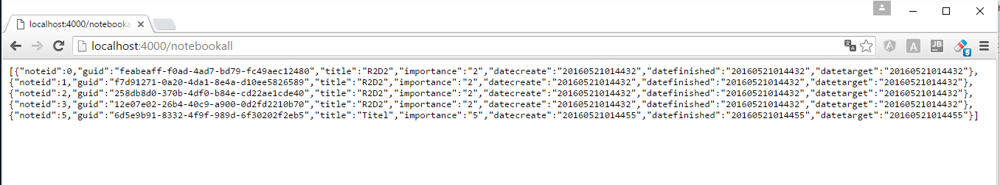 localhost:4000/notebooka
localhost:4000/notebookall
A
A
JB
5
[{"noteid":0,"guid":"feabeaff-f0ad-4ad7-bd79-fc49aec12480","title":"R2D2","importance":"2","datecreate":"20160521014432","datefinished":"20160521014432","datetarget":"20160521014432"},
{"noteid":1,"guid":"f7d91271-0a20-4da1-8e4a-d10ee5826589","title":"R2D2","importance":"2","datecreate":"20160521014432","datefinished":"20160521014432","datetarget":"20160521014432"},
{"noteid":2,"guid":"258db8d0-370b-4df0-b84e-cd22ae1cde40","title":"R2D2","importance":"2","datecreate":"20160521014432","datefinished":"20160521014432","datetarget":"20160521014432"},
{"noteid":3,"guid":"12e07e02-26b4-40c9-a900-0d2fd2210b70","title":"R2D2","importance":"2","datecreate":"20160521014432","datefinished":"20160521014432","datetarget":"20160521014432"},
{"noteid":5,"guid":"6d5e9b91-8332-4f9f-989d-6f30202f2eb5","title":"Titel","importance":"5","datecreate":"20160521014455","datefinished":"20160521014455","datetarget":"20160521014455"}]